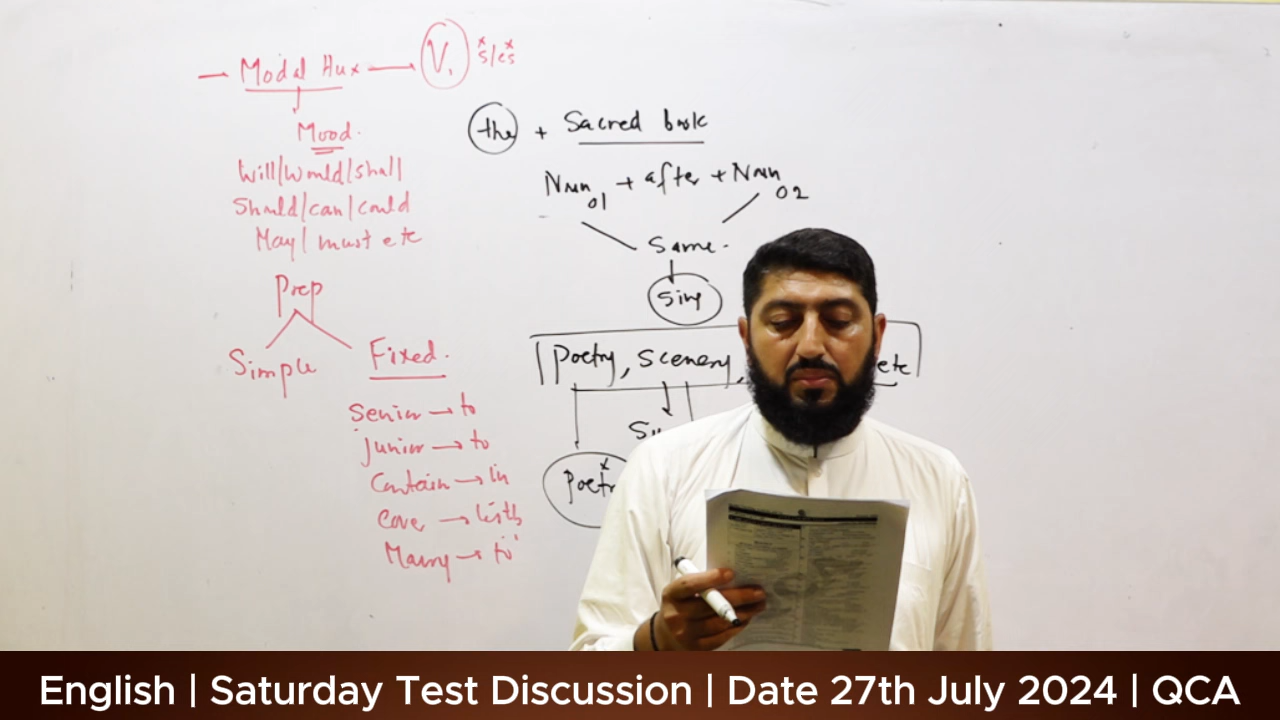 Modal Aux → V₁ s/es
Mood.
Will/Would/shall
Should/can/could
May/ must etc
Prep
Simple
Fixed.
Senior → to
junior → to
Contain → in
Cover → with
Marry → to
the + Sacred book
Noun 01 + after + Noun 02
Same.
Sing
Poetry, Scenery, etc
English | Saturday Test Discussion | Date 27th July 2024 | QCA